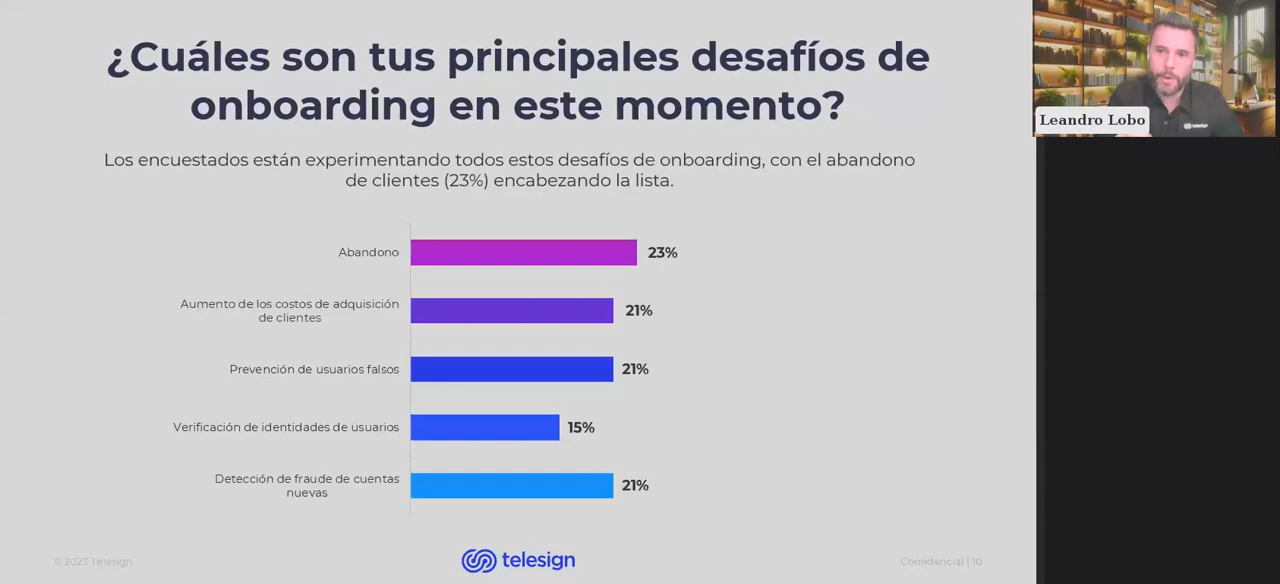 ¿Cuáles son tus principales desafíos de
onboarding en este momento?
Los encuestados están experimentando todos estos desafíos de onboarding, con el abandono
de clientes (23%) encabezando la lista.
Abandono
23%
Aumento de los costos de adquisición
de clientes
21%
Prevención de usuarios falsos
21%
Verificación de identidades de usuarios
15%
Detección de fraude de cuentas
nuevas
21%
© 2023 Telesign
telesign
Confidencial | 10
Leandro Lobo
telesign